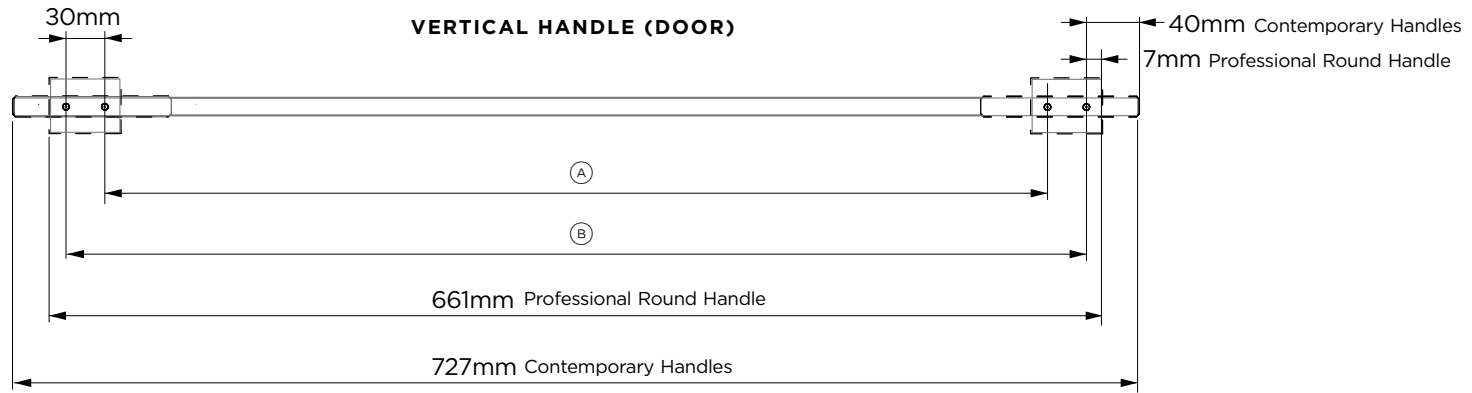 30mm
VERTICAL HANDLE (DOOR)
40mm Contemporary Handles
7mm Professional Round Handle
A
B
661mm Professional Round Handle
727mm Contemporary Handles